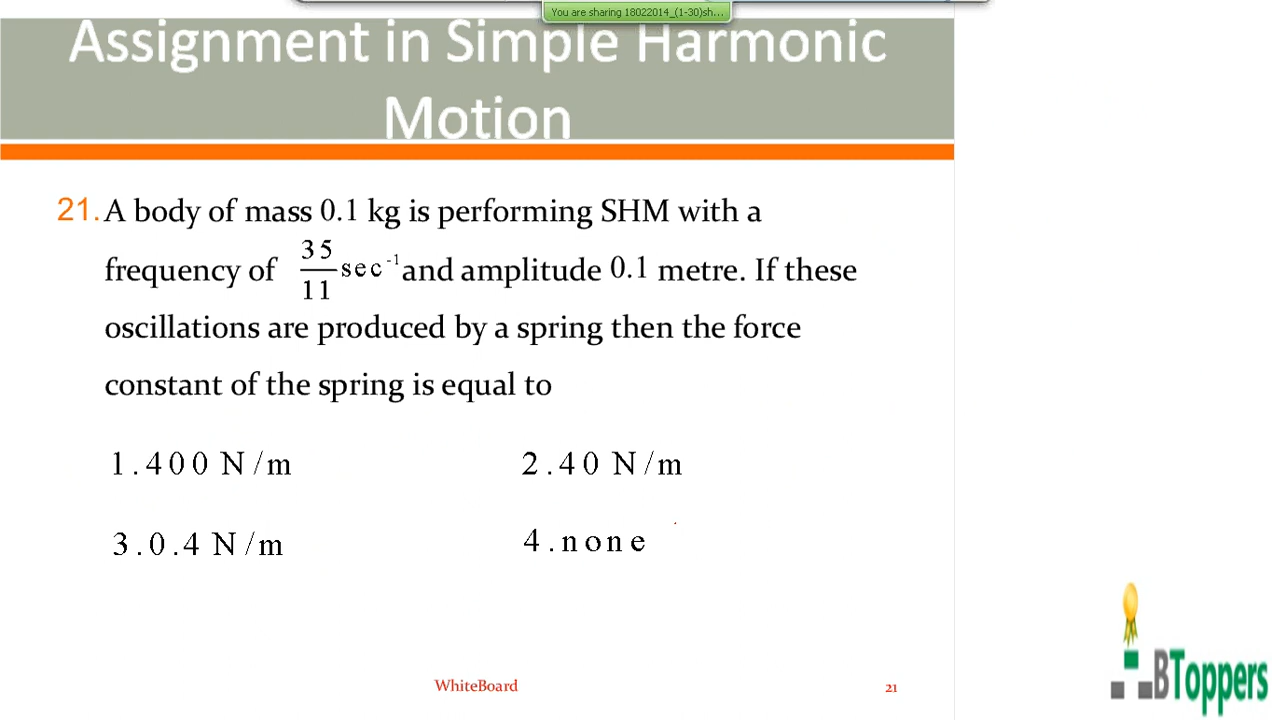 You are sharing 18022014_(1-30)sh...
Assignment in Simple Harmonic
Motion
21. A body of mass 0.1 kg is performing SHM with a
frequency of 35/11 sec⁻¹ and amplitude 0.1 metre. If these
oscillations are produced by a spring then the force
constant of the spring is equal to
1.400 N/m 2.40 N/m
3.0.4 N/m 4.none
WhiteBoard 21
BToppers